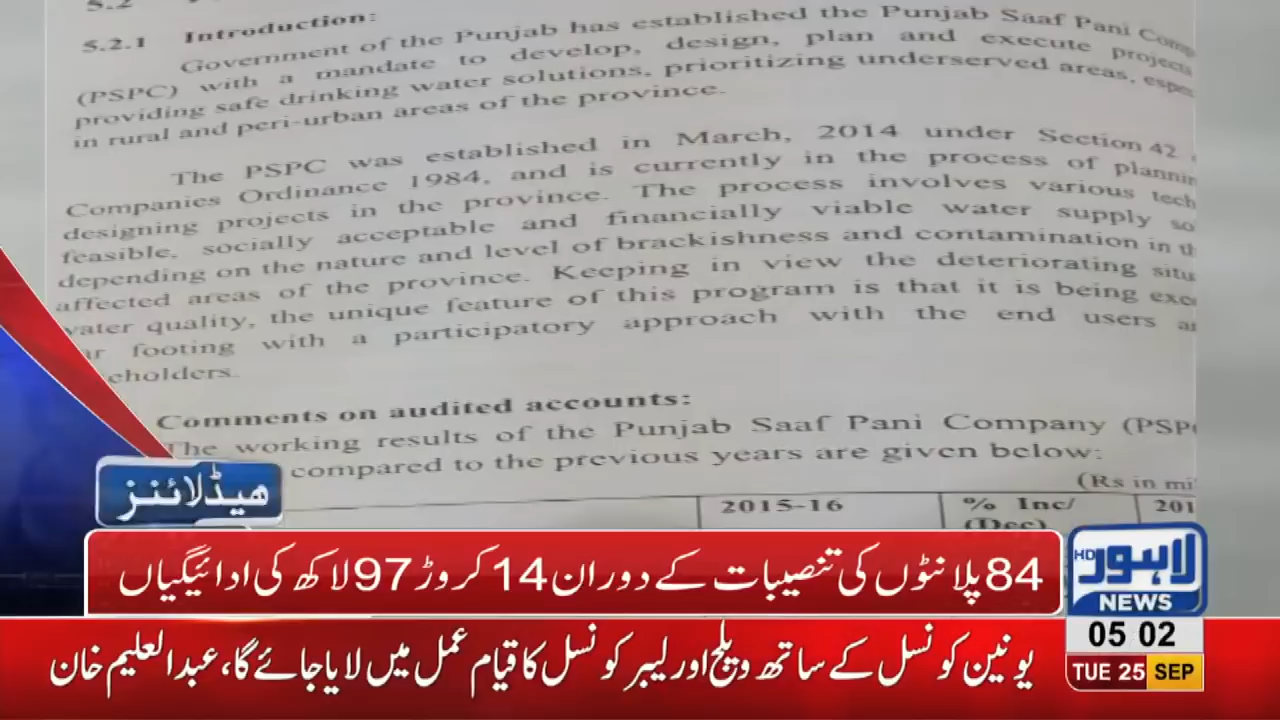 5.2
5.2.1 Introduction:
Government of the Punjab has established the Punjab Saaf Pani
(PSPC) with a mandate to develop, design, plan and execute projects
providing safe drinking water solutions, prioritizing underserved areas,
in rural and peri-urban areas of the province.
The PSPC was established in March, 2014 under Section 42
Companies Ordinance 1984, and is currently in the process of
designing projects in the province. The process involves various
feasible, socially acceptable and financially viable water supply
depending on the nature and level of brackishness and contamination in
affected areas of the province. Keeping in view the deteriorating
water quality, the unique feature of this program is that it is being
footing with a participatory approach with the end users
eholders.
Comments on audited accounts:
The working results of the Punjab Saaf Pani Company
compared to the previous years are given below:
(Rs in
2015-16 % Inc/ 201
(Dec)
ھیڈلائنز
84 پلانٹوں کی تنصیبات کے دوران 14 کروڑ 97 لاکھ کی ادائیگیاں
لاہور HD
NEWS
05 02
TUE 25 SEP
یونین کونسل کے ساتھ ویلج اور لیبر کونسل کا قیام عمل میں لایا جائے گا، عبدالعلیم خان